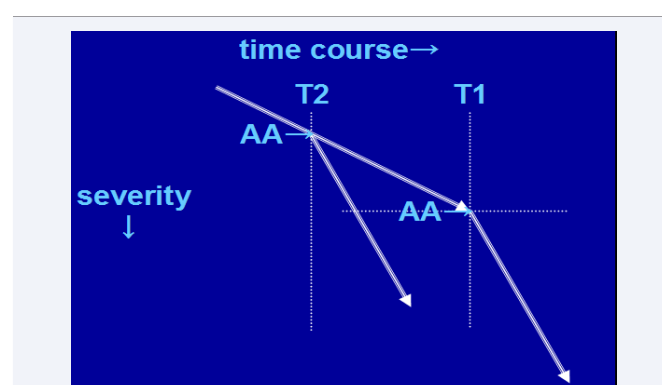 time course→
T2 T1
AA→
severity
↓
AA→